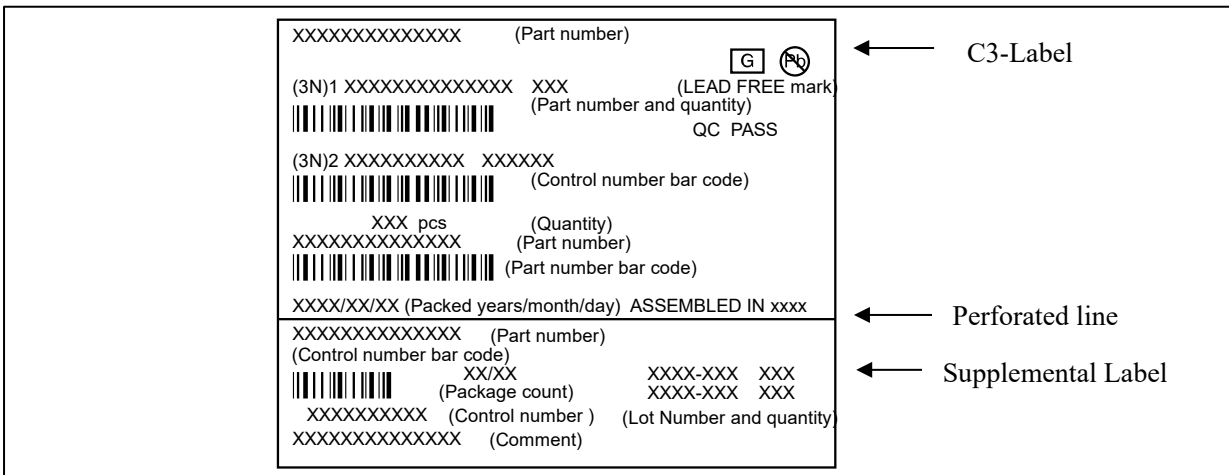 XXXXXXXXXXXXXX (Part number)
C3-Label
G Pb
(3N)1 XXXXXXXXXXXXXX XXX (LEAD FREE mark)
(Part number and quantity)
QC PASS
(3N)2 XXXXXXXXXX XXXXXX
(Control number bar code)
XXX pcs (Quantity)
XXXXXXXXXXXXXX (Part number)
(Part number bar code)
XXXX/XX/XX (Packed years/month/day) ASSEMBLED IN xxxx
Perforated line
XXXXXXXXXXXXXX (Part number)
(Control number bar code)
XX/XX XXXX-XXX XXX
Supplemental Label
(Package count) XXXX-XXX XXX
XXXXXXXXXX (Control number ) (Lot Number and quantity)
XXXXXXXXXXXXXX (Comment)